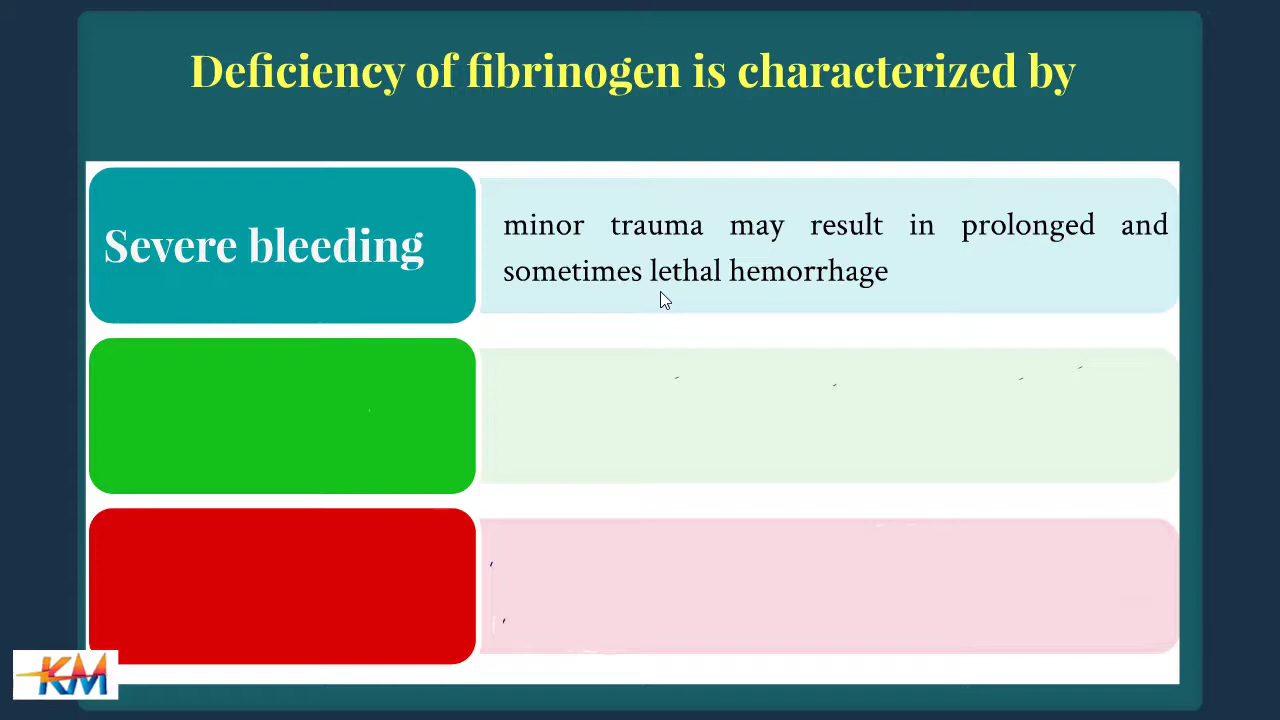 Deficiency of fibrinogen is characterized by
Severe bleeding
minor trauma may result in prolonged and
sometimes lethal hemorrhage
KM